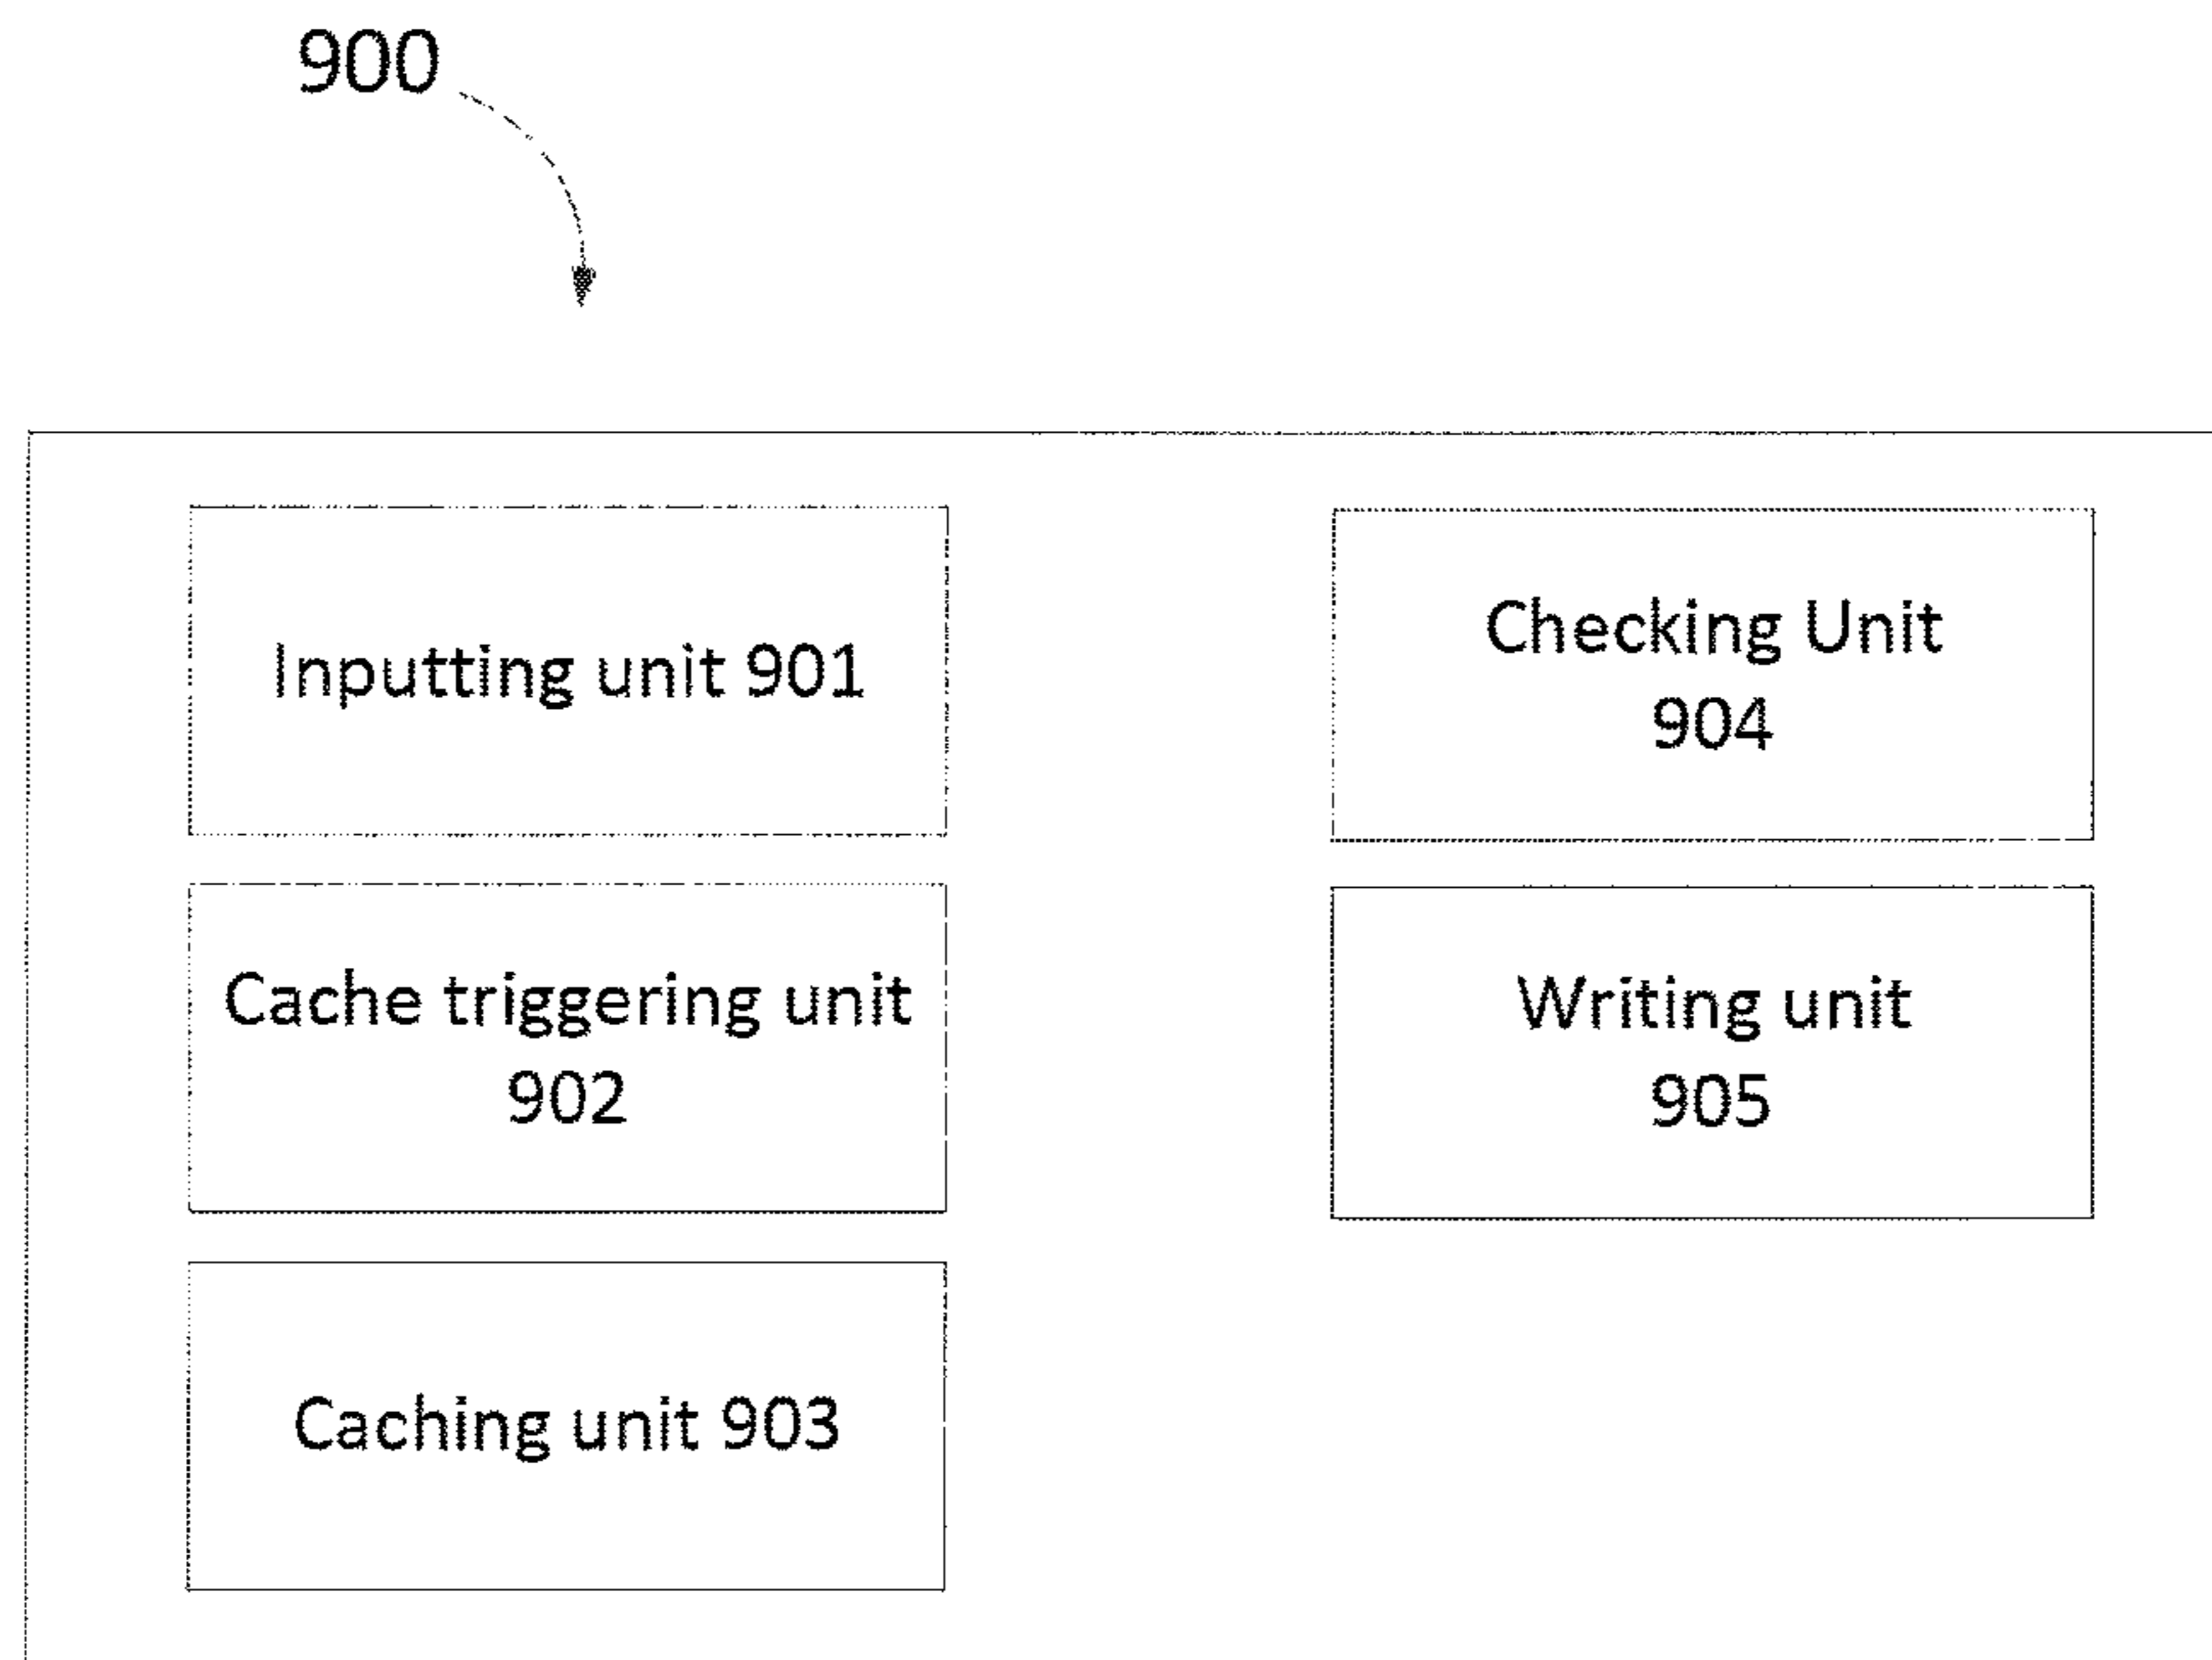 900
Inputting unit 901
Cache triggering unit
902
Caching unit 903
Checking Unit
904
Writing unit
905